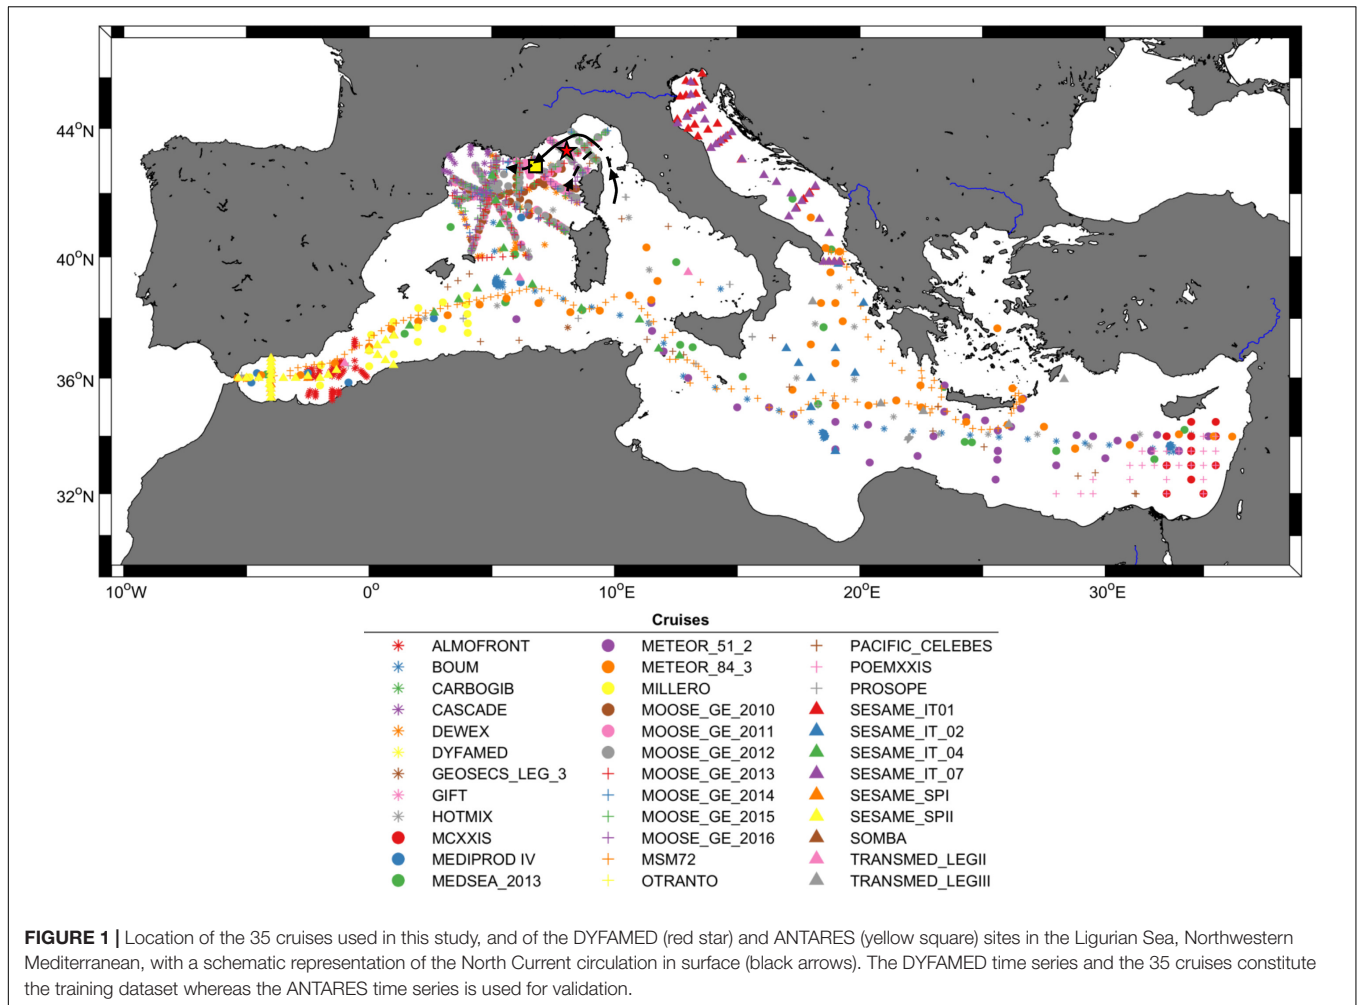 44°N
40°N
36°N
32°N
10°W
0°
10°E
20°E
30°E
Cruises
ALMOFRONT
BOUM
CARBOGIB
CASCADE
DEWEX
DYFAMED
GEOSECS_LEG_3
GIFT
HOTMIX
MCXXIS
MEDIPROD IV
MEDSEA_2013
METEOR_51_2
METEOR_84_3
MILLERO
MOOSE_GE_2010
MOOSE_GE_2011
MOOSE_GE_2012
MOOSE_GE_2013
MOOSE_GE_2014
MOOSE_GE_2015
MOOSE_GE_2016
MSM72
OTRANTO
PACIFIC_CELEBES
POEMXXIS
PROSOPE
SESAME_IT01
SESAME_IT_02
SESAME_IT_04
SESAME_IT_07
SESAME_SPI
SESAME_SPII
SOMBA
TRANSMED_LEGII
TRANSMED_LEGIII
FIGURE 1 | Location of the 35 cruises used in this study, and of the DYFAMED (red star) and ANTARES (yellow square) sites in the Ligurian Sea, Northwestern
Mediterranean, with a schematic representation of the North Current circulation in surface (black arrows). The DYFAMED time series and the 35 cruises constitute
the training dataset whereas the ANTARES time series is used for validation.